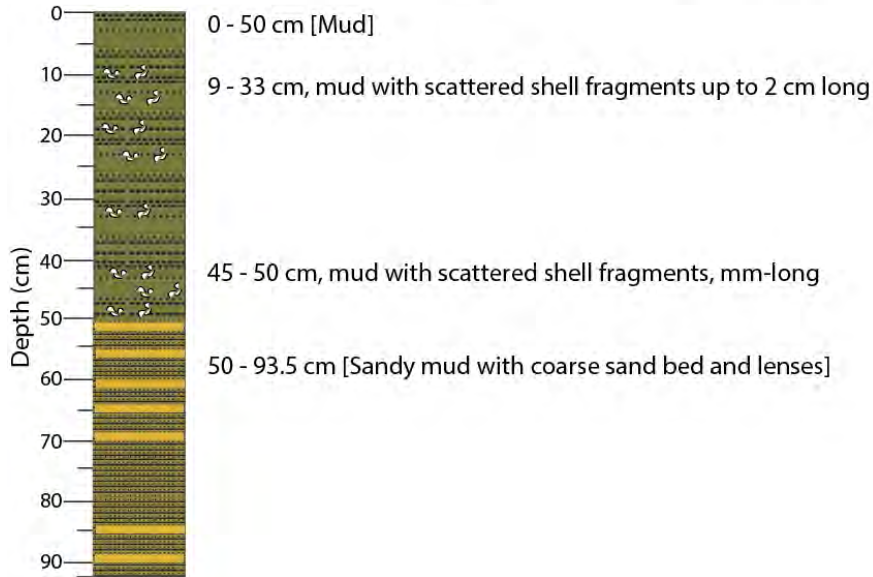 0
0 - 50 cm [Mud]
10
9 - 33 cm, mud with scattered shell fragments up to 2 cm long
20
30
40
45 - 50 cm, mud with scattered shell fragments, mm-long
Depth (cm)
50
50 - 93.5 cm [Sandy mud with coarse sand bed and lenses]
60
70
80
90